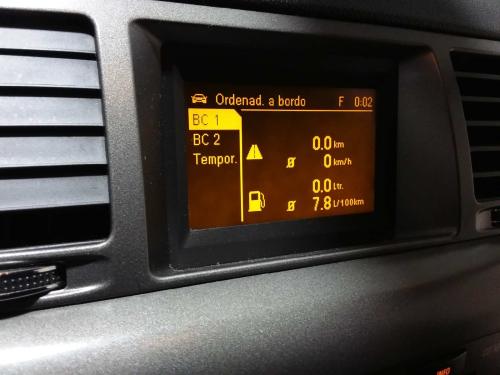 Ordenad. a bordo F 0:02
BC 1
BC 2
Tempor.
0.0 km
Ø 0 km/h
0.0 Ltr.
Ø 7.8 L/100km
INFO